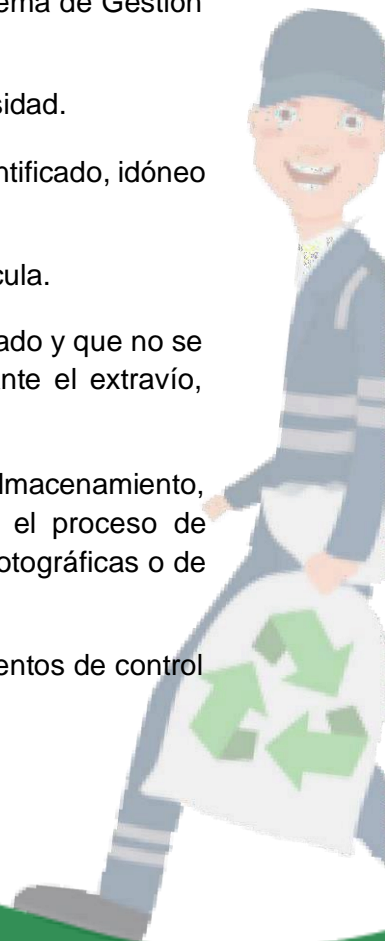 ema de Gestión
sidad.
ntificado, idóneo
cula.
ado y que no se
nte el extravío,
lmacenamiento,
el proceso de
otográficas o de
entos de control